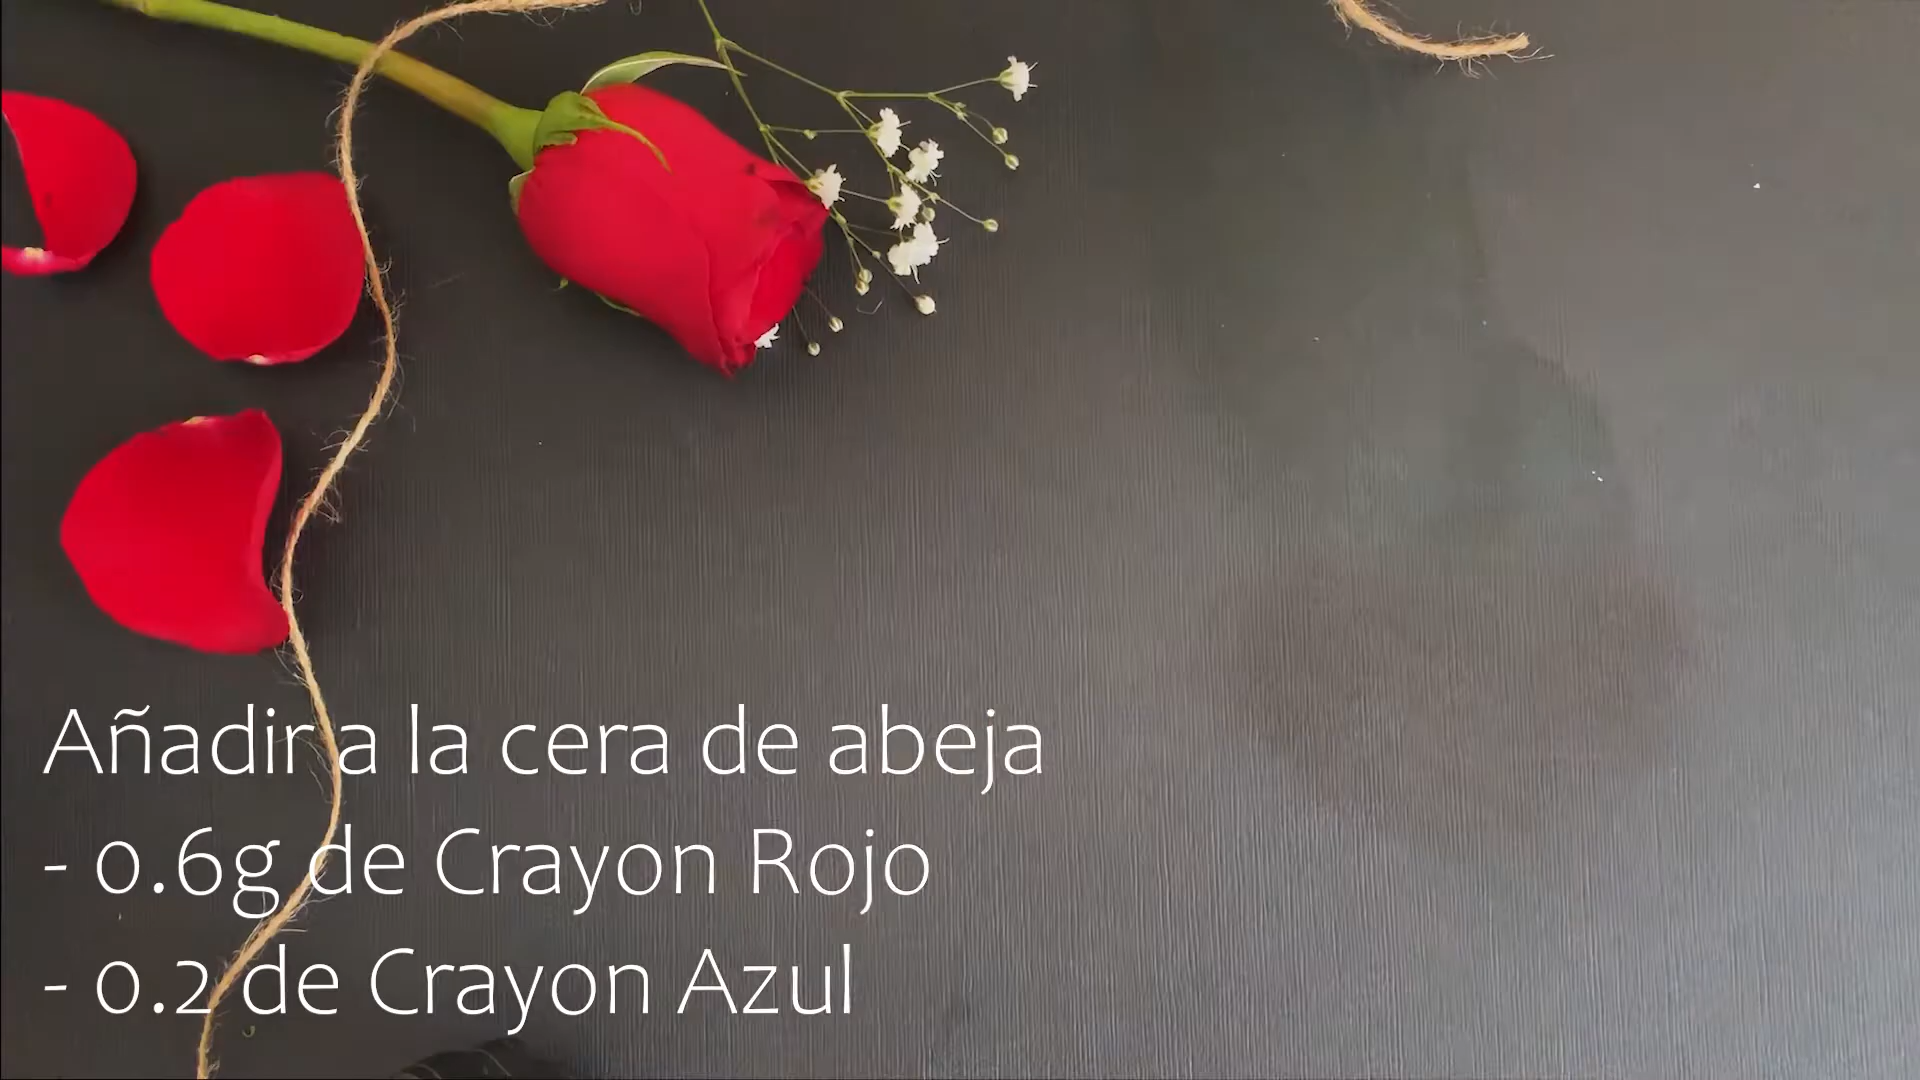 Añadir a la cera de abeja
- 0.6g de Crayon Rojo
- 0.2 de Crayon Azul